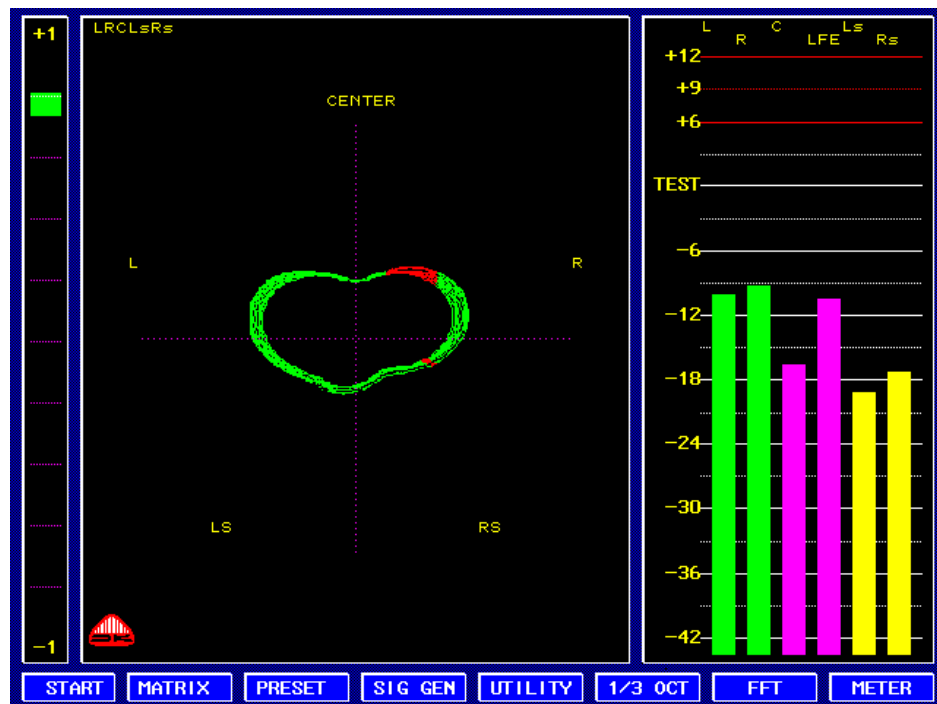 +1
-1
LRCLsRs
CENTER
L R
LS RS
DK
L R C LFE Ls Rs
+12
+9
+6
TEST
-6
-12
-18
-24
-30
-36
-42
START MATRIX PRESET SIG GEN UTILITY 1/3 OCT FFT METER